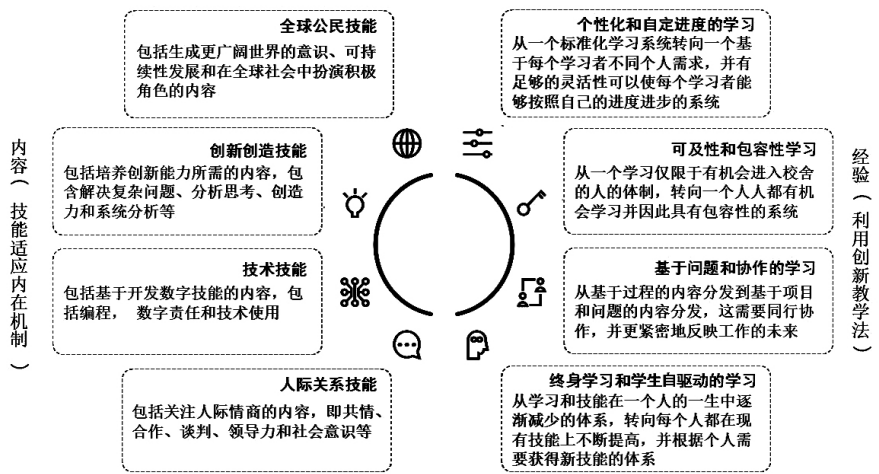 全球公民技能
包括生成更广阔世界的意识、可持
续性发展和在全球社会中扮演积极
角色的内容
创新创造技能
包括培养创新能力所需的内容，包
含解决复杂问题、分析思考、创造
力和系统分析等
技术技能
包括基于开发数字技能的内容，包
括编程， 数字责任和技术使用
人际关系技能
包括关注人际情商的内容，即共情、
合作、谈判、领导力和社会意识等
内容（ 技能适应内在机制 ）
个性化和自定进度的学习
从一个标准化学习系统转向一个基
于每个学习者不同个人需求，并有
足够的灵活性可以使每个学习者能
够按照自己的进度进步的系统
可及性和包容性学习
从一个学习仅限于有机会进入校舍
的人的体制，转向一个人人都有机
会学习并因此具有包容性的系统
基于问题和协作的学习
从基于过程的内容分发到基于项目
和问题的内容分发，这需要同行协
作，并更紧密地反映工作的未来
终身学习和学生自驱动的学习
从学习和技能在一个人的一生中逐
渐减少的体系，转向每个人都在现
有技能上不断提高，并根据个人需
要获得新技能的体系
经验（ 利用创新教学法 ）